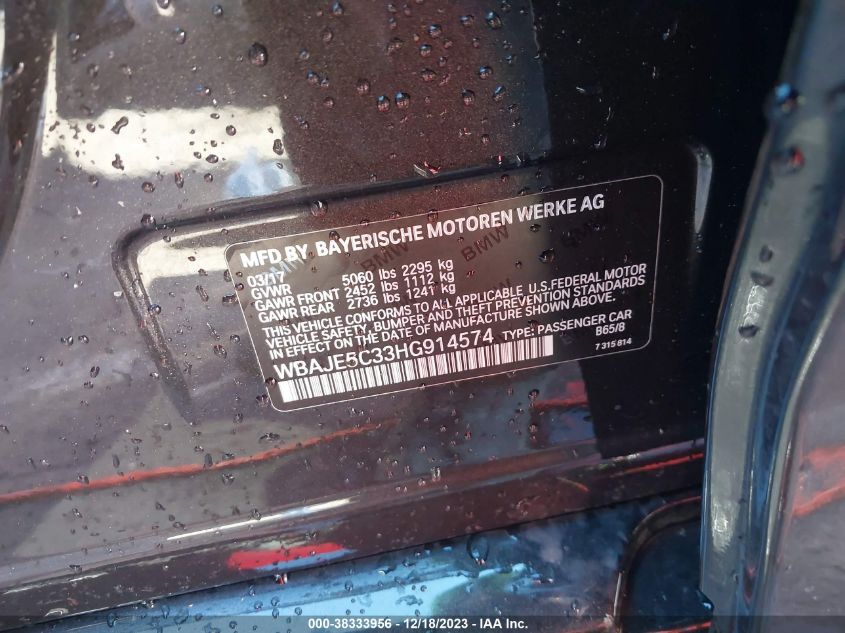 MFD BY BAYERISCHE MOTOREN WERKE AG
03/17
GVWR 5060 lbs 2295 kg
GAWR FRONT 2452 lbs 1112 kg
GAWR REAR 2736 lbs 1241 kg
THIS VEHICLE CONFORMS TO ALL APPLICABLE U.S.FEDERAL MOTOR
VEHICLE SAFETY, BUMPER AND THEFT PREVENTION STANDARDS
IN EFFECT ON THE DATE OF MANUFACTURE SHOWN ABOVE.
WBAJE5C33HG914574 TYPE: PASSENGER CAR
B65/8
7 315 814
BMW BMW BMW
000-38333956 - 12/18/2023 - IAA Inc.